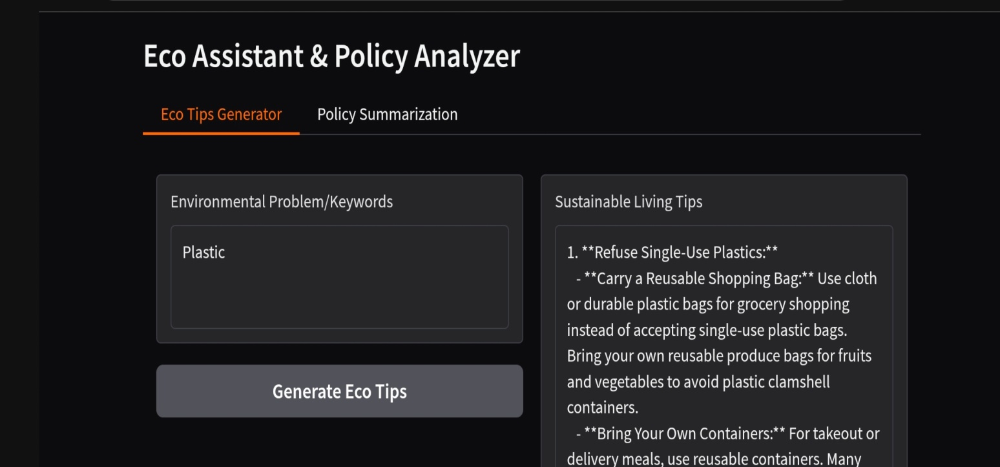 Eco Assistant & Policy Analyzer
Eco Tips Generator
Policy Summarization
Environmental Problem/Keywords
Plastic
Generate Eco Tips
Sustainable Living Tips
1. **Refuse Single-Use Plastics:**
- **Carry a Reusable Shopping Bag:** Use cloth
or durable plastic bags for grocery shopping
instead of accepting single-use plastic bags.
Bring your own reusable produce bags for fruits
and vegetables to avoid plastic clamshell
containers.
- **Bring Your Own Containers:** For takeout or
delivery meals, use reusable containers. Many